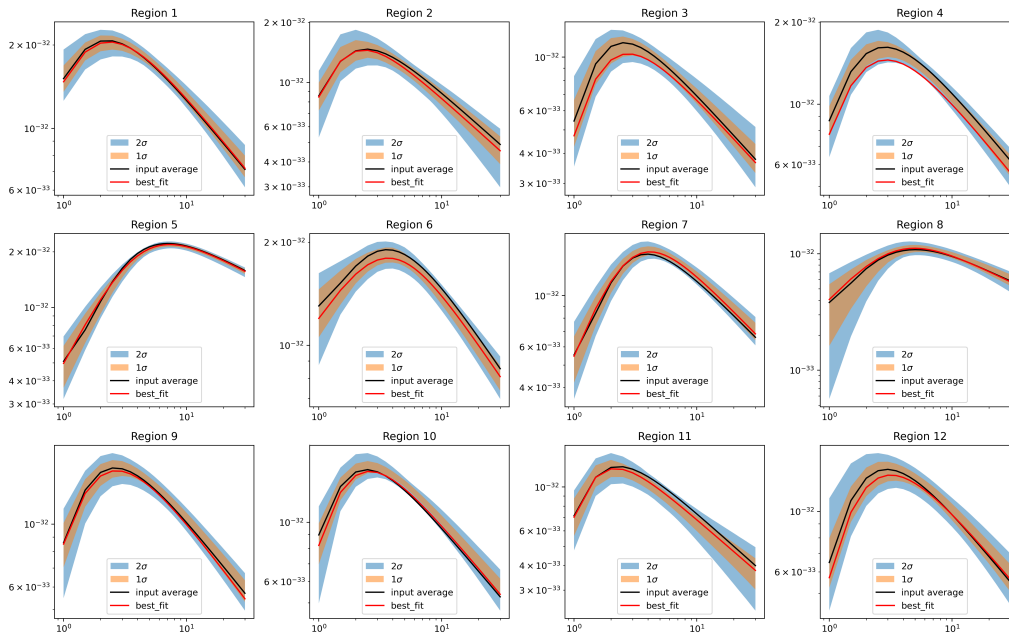 Region 1
2 × 10⁻³²
10⁻³²
6 × 10⁻³³
10⁰
10¹
2σ
1σ
input average
best_fit
Region 2
10⁻³²
6 × 10⁻³³
4 × 10⁻³³
3 × 10⁻³³
10⁰
10¹
2σ
1σ
input average
best_fit
Region 3
10⁻³²
6 × 10⁻³³
4 × 10⁻³³
3 × 10⁻³³
10⁰
10¹
2σ
1σ
input average
best_fit
Region 4
2 × 10⁻³²
10⁻³²
10⁰
10¹
2σ
1σ
input average
best_fit
Region 5
2 × 10⁻³²
10⁻³²
6 × 10⁻³³
4 × 10⁻³³
3 × 10⁻³³
10⁰
10¹
2σ
1σ
input average
best_fit
Region 6
2 × 10⁻³²
10⁻³²
10⁰
10¹
2σ
1σ
input average
best_fit
Region 7
10⁻³²
6 × 10⁻³³
4 × 10⁻³³
10⁰
10¹
2σ
1σ
input average
best_fit
Region 8
10⁻³²
10⁻³³
10⁰
10¹
2σ
1σ
input average
best_fit
Region 9
10⁻³²
6 × 10⁻³³
10⁰
10¹
2σ
1σ
input average
best_fit
Region 10
10⁻³²
6 × 10⁻³³
10⁰
10¹
2σ
1σ
input average
best_fit
Region 11
10⁻³²
6 × 10⁻³³
4 × 10⁻³³
3 × 10⁻³³
10⁰
10¹
2σ
1σ
input average
best_fit
Region 12
10⁻³²
6 × 10⁻³³
10⁰
10¹
2σ
1σ
input average
best_fit